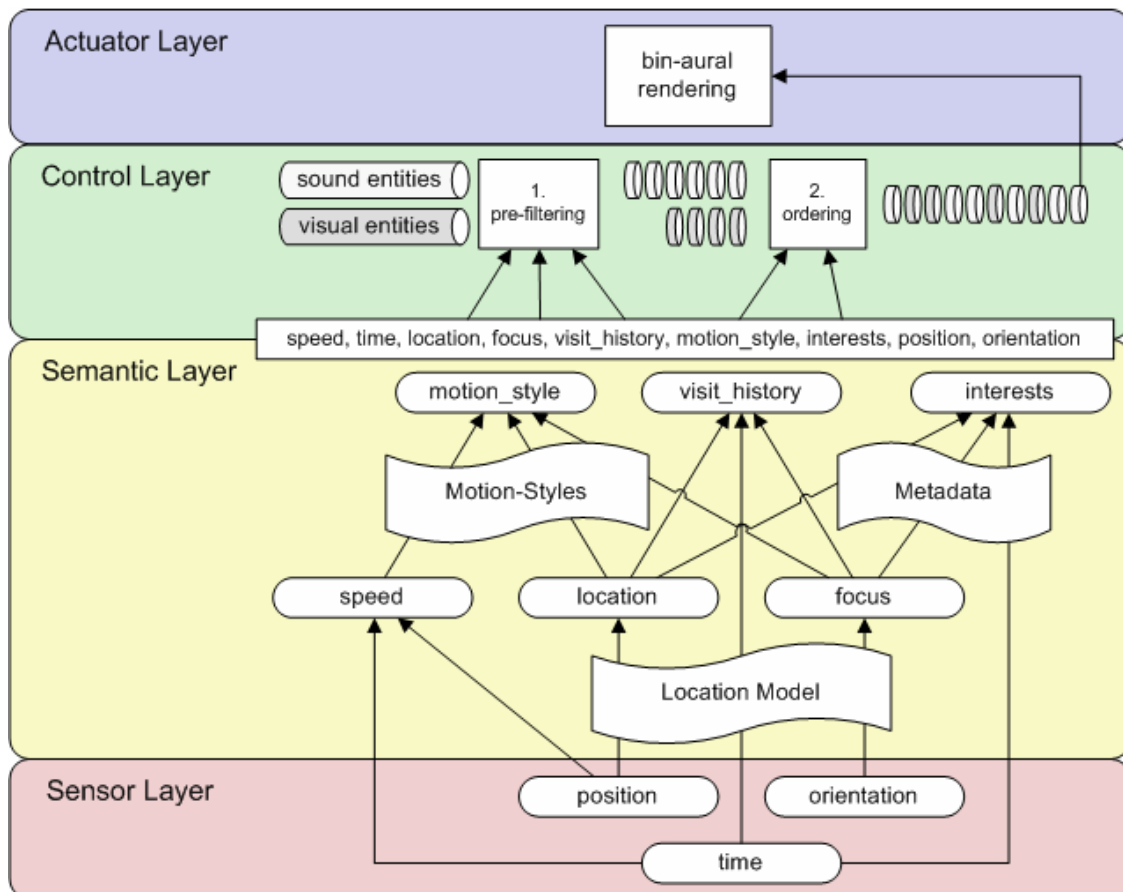 Actuator Layer
bin-aural
rendering
Control Layer
sound entities
visual entities
1.
pre-filtering
2.
ordering
speed, time, location, focus, visit_history, motion_style, interests, position, orientation
Semantic Layer
motion_style
visit_history
interests
Motion-Styles
Metadata
speed
location
focus
Location Model
Sensor Layer
position
orientation
time